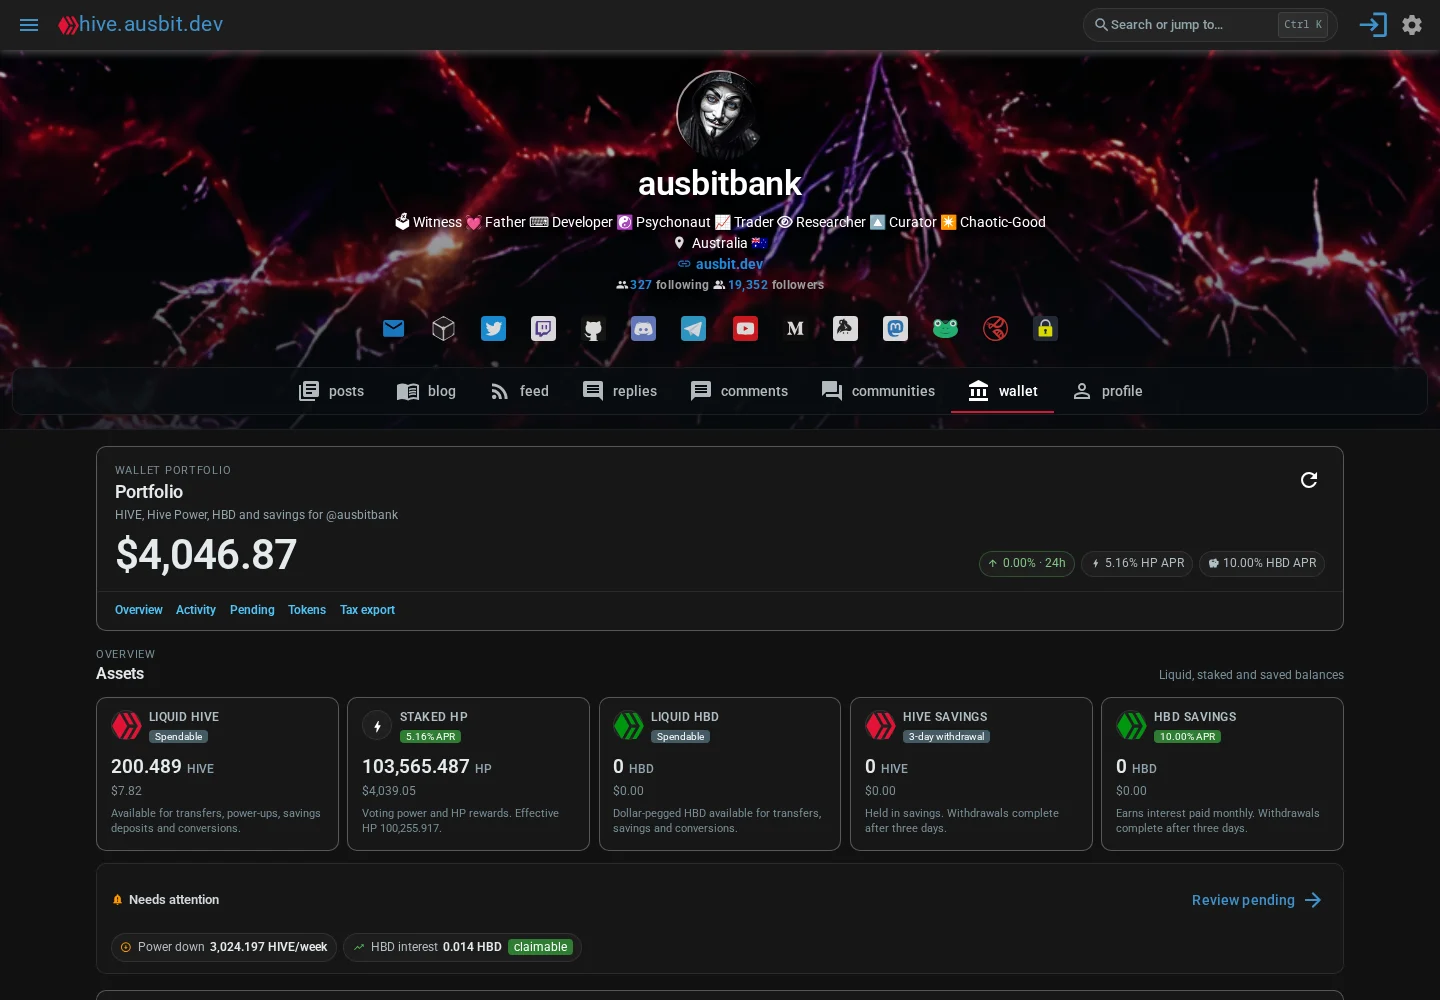 hive.ausbit.dev
Search or jump to...
Ctrl K
ausbitbank
Witness Father Developer Psychonaut Trader Researcher Curator Chaotic-Good
Australia
ausbit.dev
327 following 19,352 followers
posts
blog
feed
replies
comments
communities
wallet
profile
WALLET PORTFOLIO
Portfolio
HIVE, Hive Power, HBD and savings for @ausbitbank
$4,046.87
0.00% · 24h
5.16% HP APR
10.00% HBD APR
Overview
Activity
Pending
Tokens
Tax export
OVERVIEW
Assets
Liquid, staked and saved balances
LIQUID HIVE
Spendable
200.489 HIVE
$7.82
Available for transfers, power-ups, savings
deposits and conversions.
STAKED HP
5.16% APR
103,565.487 HP
$4,039.05
Voting power and HP rewards. Effective
HP 100,255.917.
LIQUID HBD
Spendable
0 HBD
$0.00
Dollar-pegged HBD available for transfers,
savings and conversions.
HIVE SAVINGS
3-day withdrawal
0 HIVE
$0.00
Held in savings. Withdrawals complete
after three days.
HBD SAVINGS
10.00% APR
0 HBD
$0.00
Earns interest paid monthly. Withdrawals
complete after three days.
Needs attention
Review pending
Power down 3,024.197 HIVE/week
HBD interest 0.014 HBD claimable